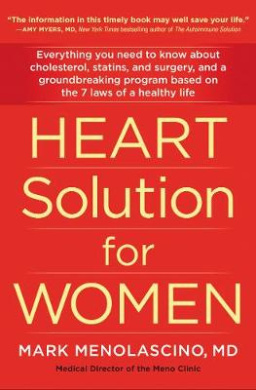 "The information in this timely book may well save your life."
—AMY MYERS, MD, New York Times bestselling author of The Autoimmune Solution
Everything you need to know about
cholesterol, statins, and surgery, and a
groundbreaking program based on
the 7 laws of a healthy life
HEART
Solution
for
WOMEN
MARK MENOLASCINO, MD
Medical Director of the Meno Clinic